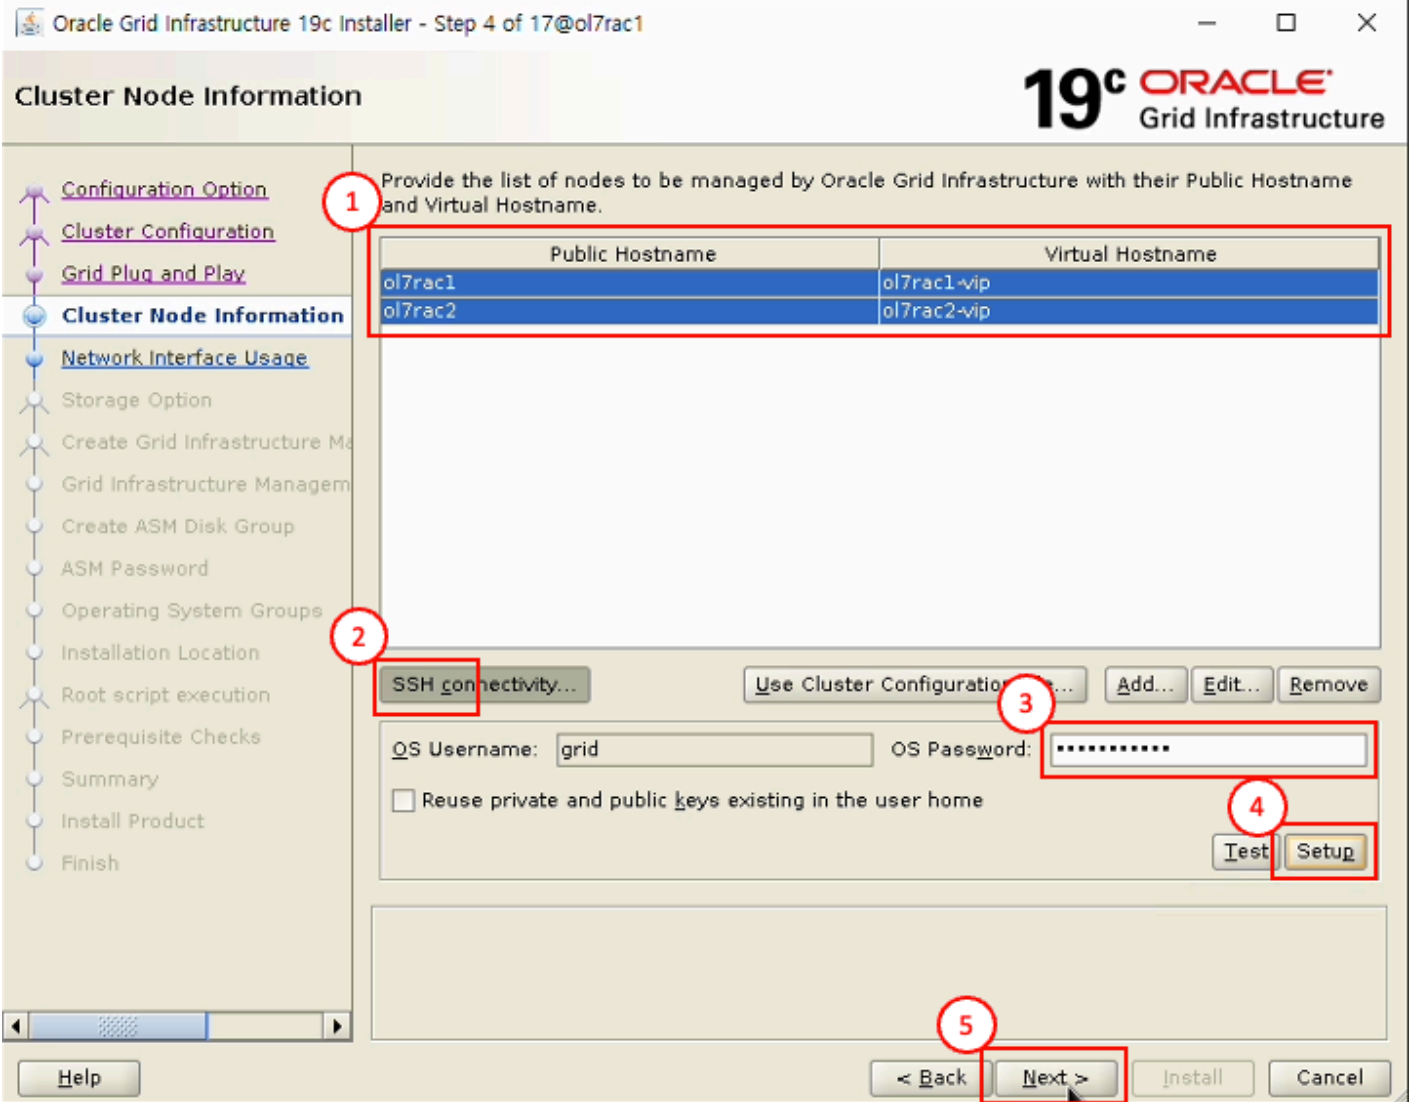 Oracle Grid Infrastructure 19c Installer - Step 4 of 17@ol7rac1
Cluster Node Information
19c ORACLE
Grid Infrastructure
Configuration Option
Cluster Configuration
Grid Plug and Play
Cluster Node Information
Network Interface Usage
Storage Option
Create Grid Infrastructure Ma
Grid Infrastructure Managem
Create ASM Disk Group
ASM Password
Operating System Groups
Installation Location
Root script execution
Prerequisite Checks
Summary
Install Product
Finish
1
Provide the list of nodes to be managed by Oracle Grid Infrastructure with their Public Hostname
and Virtual Hostname.
Public Hostname Virtual Hostname
ol7rac1 ol7rac1-vip
ol7rac2 ol7rac2-vip
2
SSH connectivity... Use Cluster Configuration ... Add... Edit... Remove
3
OS Username: grid OS Password: ●●●●●●●●●●●
Reuse private and public keys existing in the user home
4
Test Setup
5
Help < Back Next > Install Cancel